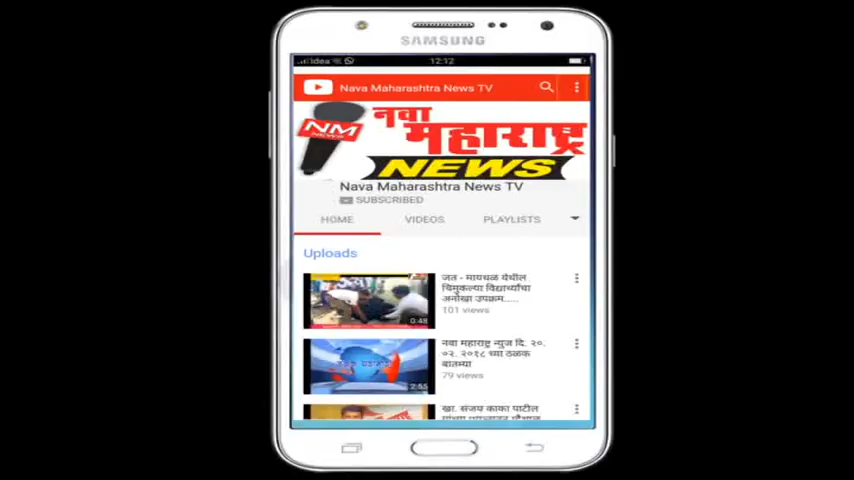 SAMSUNG
Idea
12:12
Nava Maharashtra News TV
नवा
महाराष्ट्र
NM
NEWS
NEWS
Nava Maharashtra News TV
SUBSCRIBED
HOME VIDEOS PLAYLISTS
Uploads
जत - मायथळ येथील
चिमुकल्या विद्यार्थ्यांचा
अनोखा उपक्रम.....
101 views
0:48
नवा महाराष्ट्र न्युज दि. २०.
०२. २०१८ च्या ठळक
बातम्या
79 views
2:55
खा. संजय काका पाटील